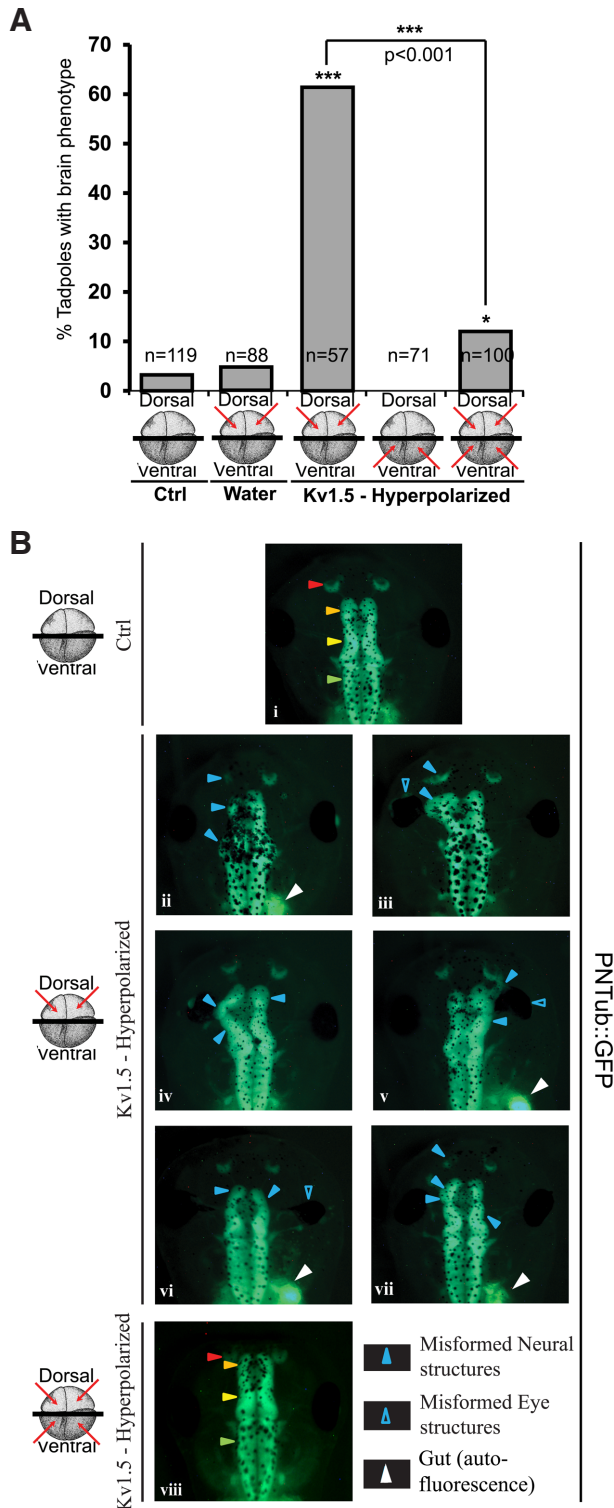 A
% Tadpoles with brain phenotype
70
60
50
40
30
20
10
0
***
p<0.001
***
*
n=119
n=88
n=57
n=71
n=100
Dorsal
Dorsal
Dorsal
Dorsal
Dorsal
Ventral
Ventral
Ventral
Ventral
Ventral
Ctrl
Water
Kv1.5 - Hyperpolarized
B
Dorsal
Ventral
Ctrl
i
PNTub::GFP
Dorsal
Ventral
Kv1.5 - Hyperpolarized
ii
iii
iv
v
vi
vii
Dorsal
Ventral
Kv1.5 - Hyperpolarized
viii
Misformed Neural
structures
Misformed Eye
structures
Gut (auto-
fluorescence)